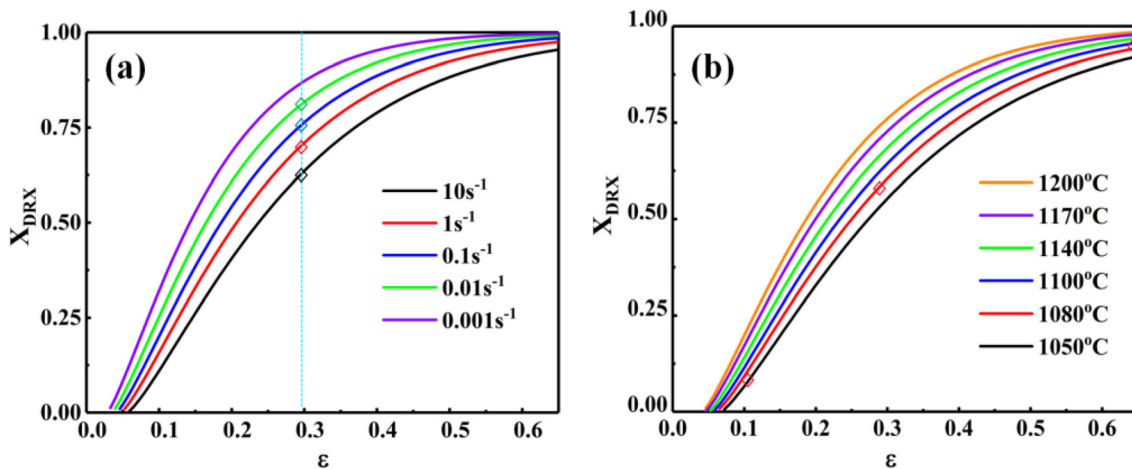 (a)
1.00
0.75
0.50
0.25
0.00
X_DRX
0.0 0.1 0.2 0.3 0.4 0.5 0.6
ε
10s⁻¹
1s⁻¹
0.1s⁻¹
0.01s⁻¹
0.001s⁻¹
(b)
1.00
0.75
0.50
0.25
0.00
X_DRX
0.0 0.1 0.2 0.3 0.4 0.5 0.6
ε
1200°C
1170°C
1140°C
1100°C
1080°C
1050°C